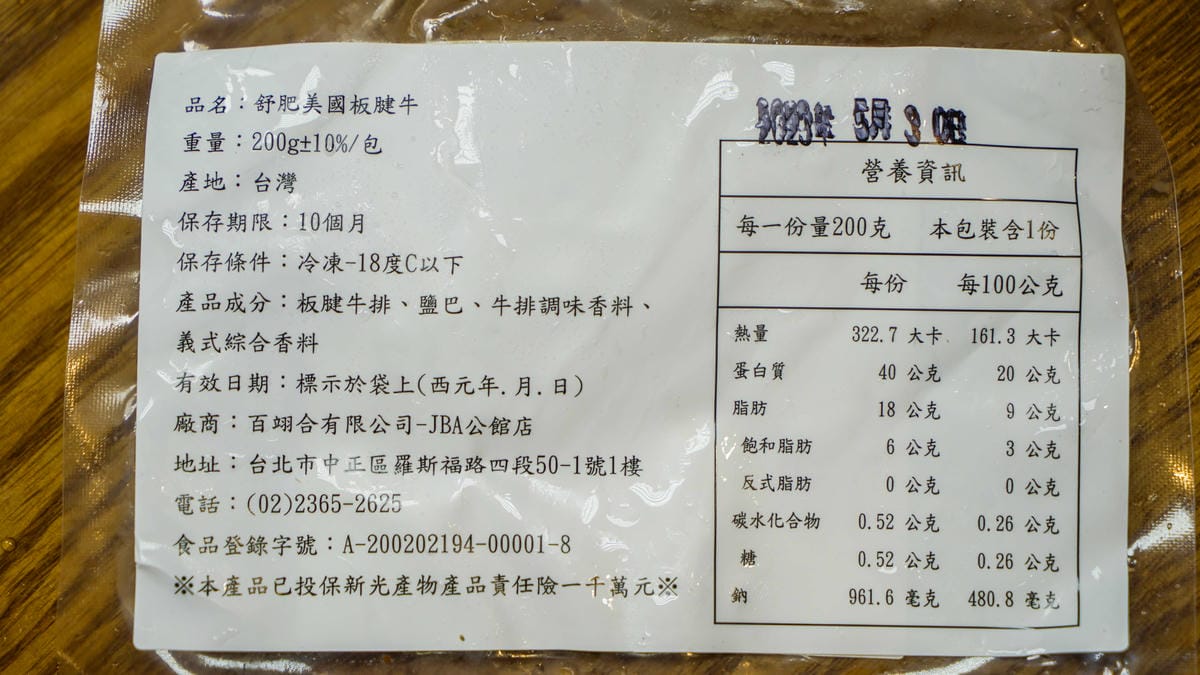 品名：舒肥美國板腱牛
重量：200g±10%/包
產地：台灣
保存期限：10個月
保存條件：冷凍-18度C以下
產品成分：板腱牛排、鹽巴、牛排調味香料、
義式綜合香料
有效日期：標示於袋上(西元年.月.日)
廠商：百翊合有限公司-JBA公館店
地址：台北市中正區羅斯福路四段50-1號1樓
電話：(02)2365-2625
食品登錄字號：A-200202194-00001-8
※本產品已投保新光產物產品責任險一千萬元※
2023年 5月 30日
營養資訊
每一份量200克 本包裝含1份
每份 每100公克
熱量 322.7 大卡 161.3 大卡
蛋白質 40 公克 20 公克
脂肪 18 公克 9 公克
飽和脂肪 6 公克 3 公克
反式脂肪 0 公克 0 公克
碳水化合物 0.52 公克 0.26 公克
糖 0.52 公克 0.26 公克
鈉 961.6 毫克 480.8 毫克